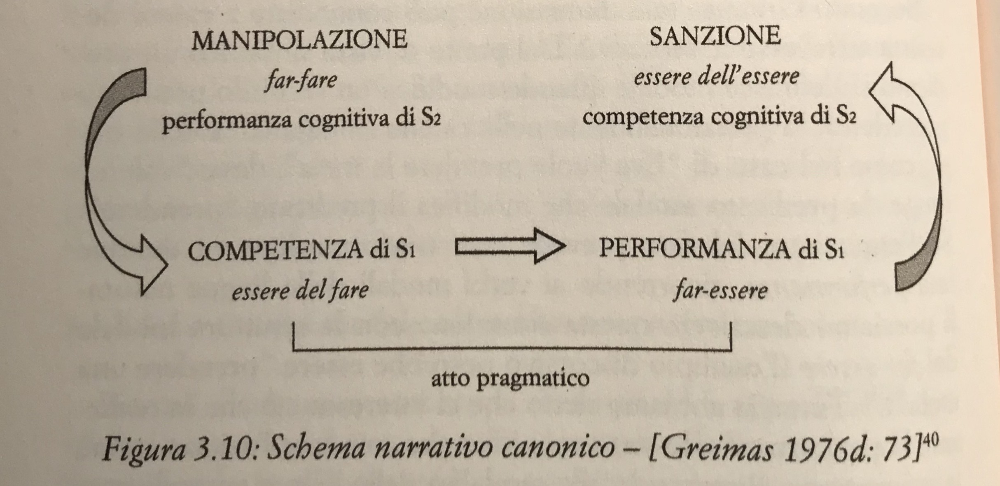 MANIPOLAZIONE
far-fare
performanza cognitiva di S2
SANZIONE
essere dell'essere
competenza cognitiva di S2
COMPETENZA di S1
essere del fare
PERFORMANZA di S1
far-essere
atto pragmatico
Figura 3.10: Schema narrativo canonico – [Greimas 1976d: 73]40